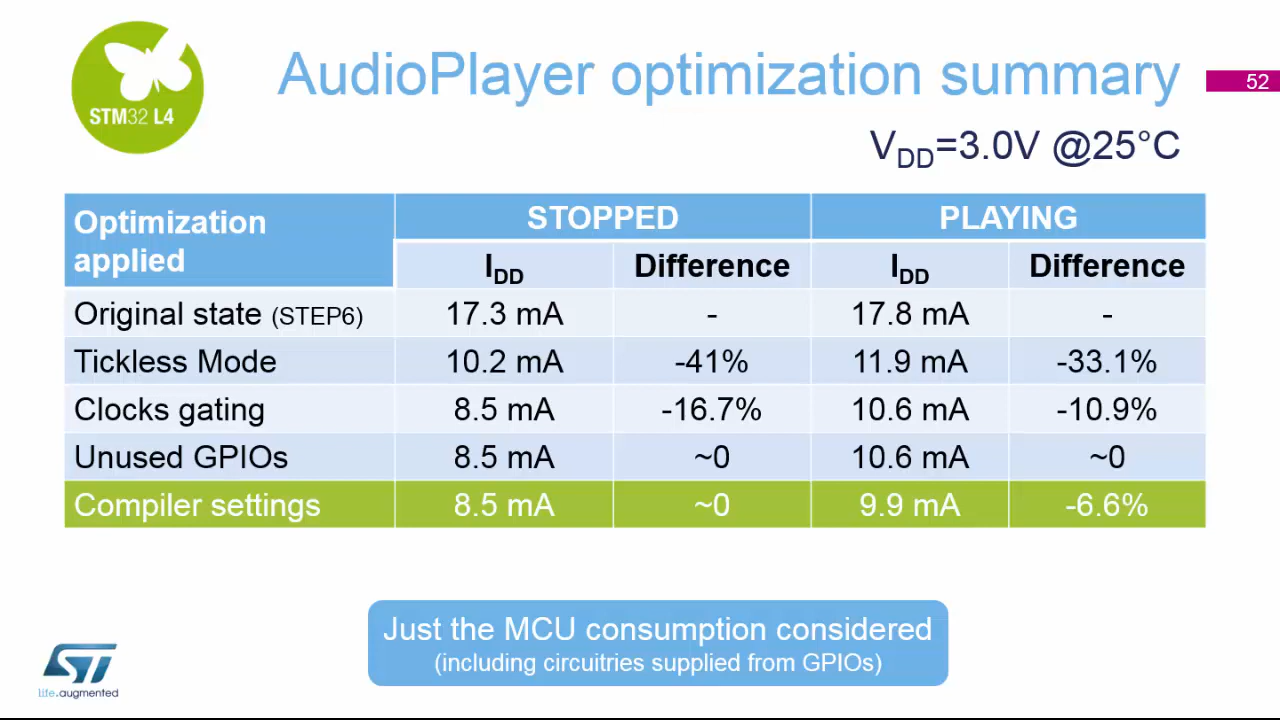 STM32 L4
AudioPlayer optimization summary
52
VDD=3.0V @25°C
Optimization applied STOPPED PLAYING
IDD Difference IDD Difference
Original state (STEP6) 17.3 mA - 17.8 mA -
Tickless Mode 10.2 mA -41% 11.9 mA -33.1%
Clocks gating 8.5 mA -16.7% 10.6 mA -10.9%
Unused GPIOs 8.5 mA ~0 10.6 mA ~0
Compiler settings 8.5 mA ~0 9.9 mA -6.6%
Just the MCU consumption considered
(including circuitries supplied from GPIOs)
ST
life.augmented